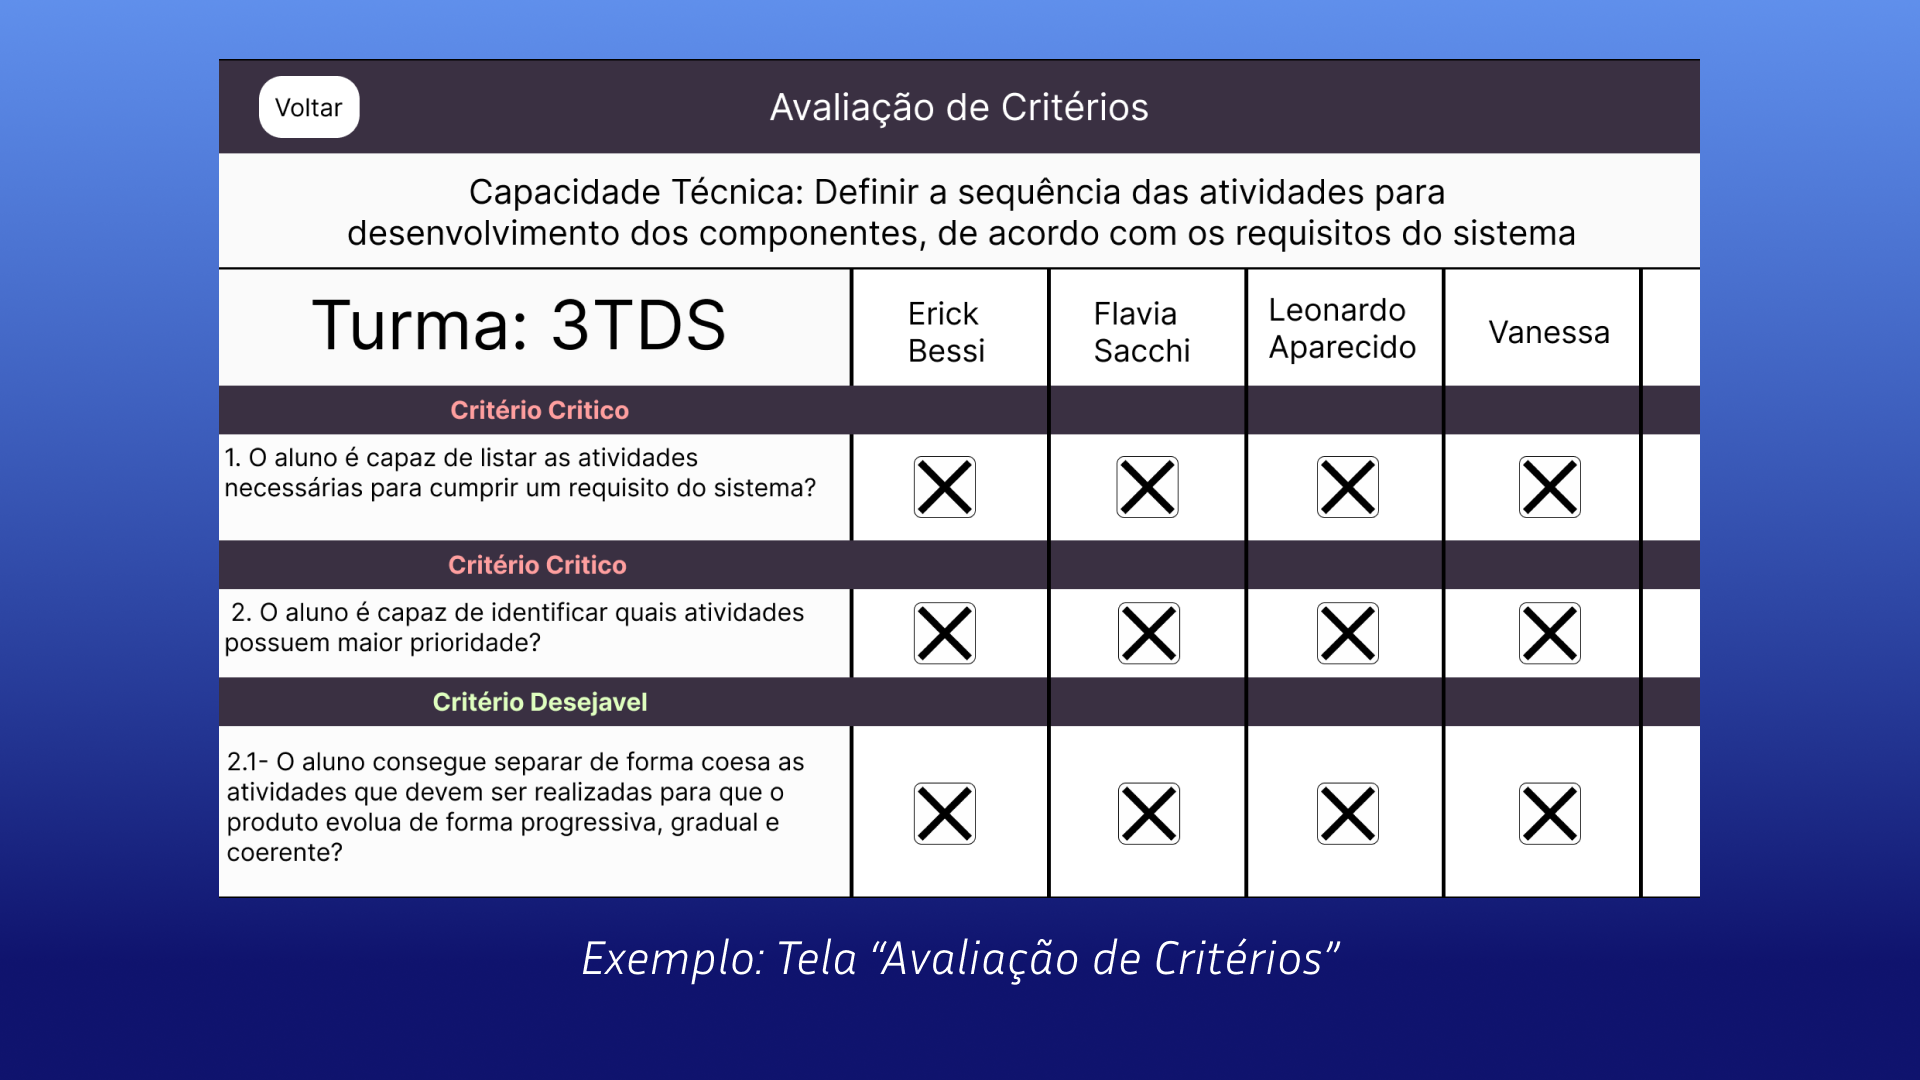 Voltar
Avaliação de Critérios
Capacidade Técnica: Definir a sequência das atividades para
desenvolvimento dos componentes, de acordo com os requisitos do sistema
Turma: 3TDS
Erick
Bessi
Flavia
Sacchi
Leonardo
Aparecido
Vanessa
Critério Critico
1. O aluno é capaz de listar as atividades
necessárias para cumprir um requisito do sistema?
Critério Critico
2. O aluno é capaz de identificar quais atividades
possuem maior prioridade?
Critério Desejavel
2.1- O aluno consegue separar de forma coesa as
atividades que devem ser realizadas para que o
produto evolua de forma progressiva, gradual e
coerente?
Exemplo: Tela “Avaliação de Critérios”